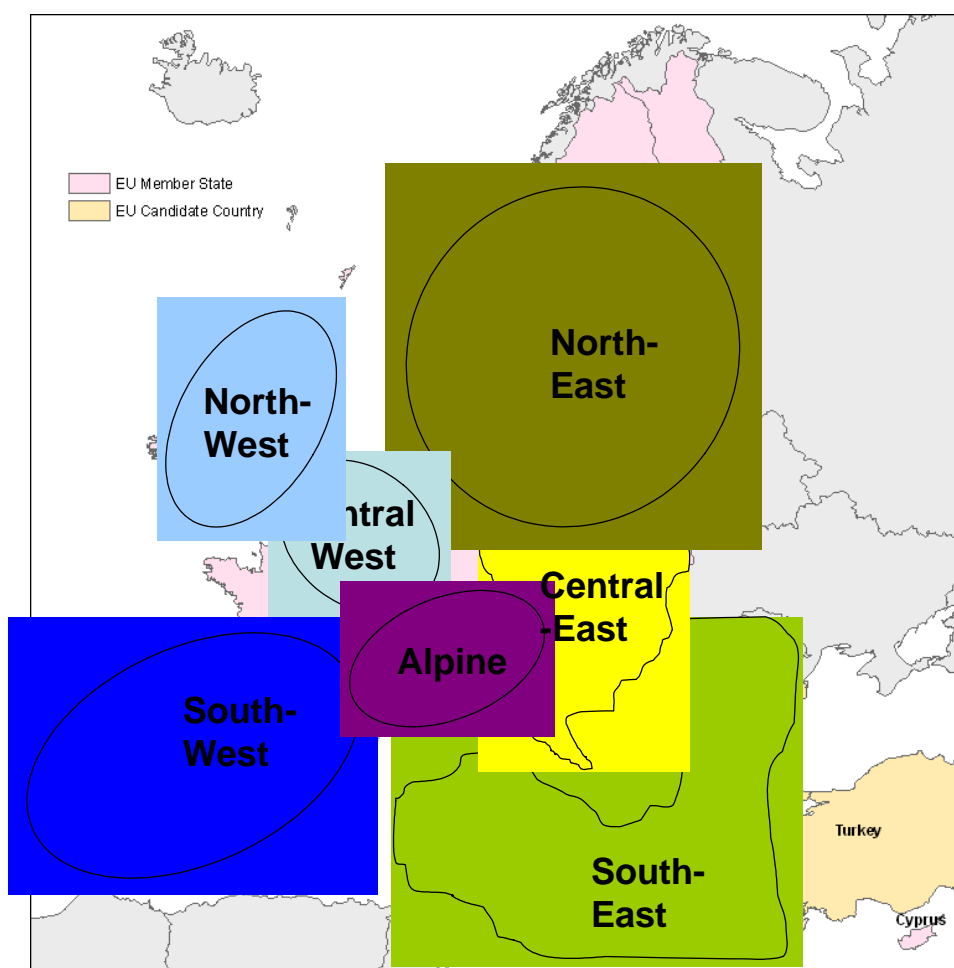 EU Member State
EU Candidate Country
North-
East
North-
West
ntral
West
Central
-East
Alpine
South-
West
Turkey
South-
East
Cyprus